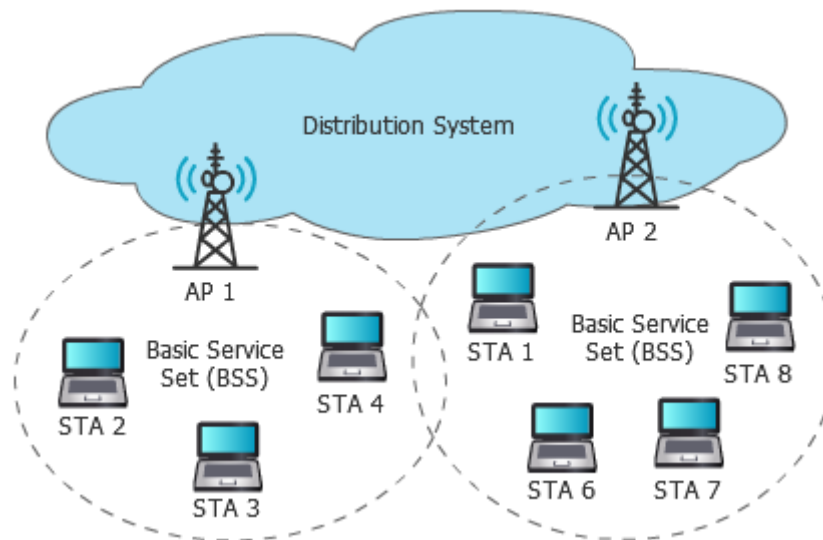 Distribution System
AP 1
AP 2
Basic Service
Set (BSS)
STA 2
STA 3
STA 4
STA 1
Basic Service
Set (BSS)
STA 8
STA 6
STA 7